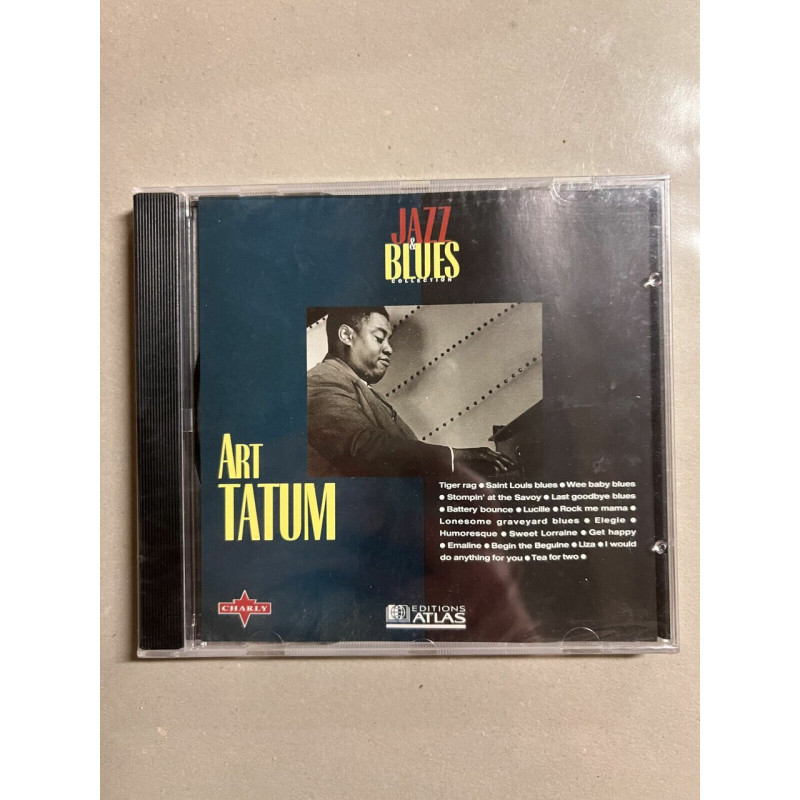 JAZZ
&
BLUES
COLLECTION
ART
TATUM
Tiger rag ● Saint Louis blues ● Wee baby blues
● Stompin' at the Savoy ● Last goodbye blues
● Battery bounce ● Lucille ● Rock me mama ●
Lonesome graveyard blues ● Elegie ●
Humoresque ● Sweet Lorraine ● Get happy
● Emaline ● Begin the Beguine ● Liza ● I would
do anything for you ● Tea for two ●
CHARLY
EDITIONS
ATLAS